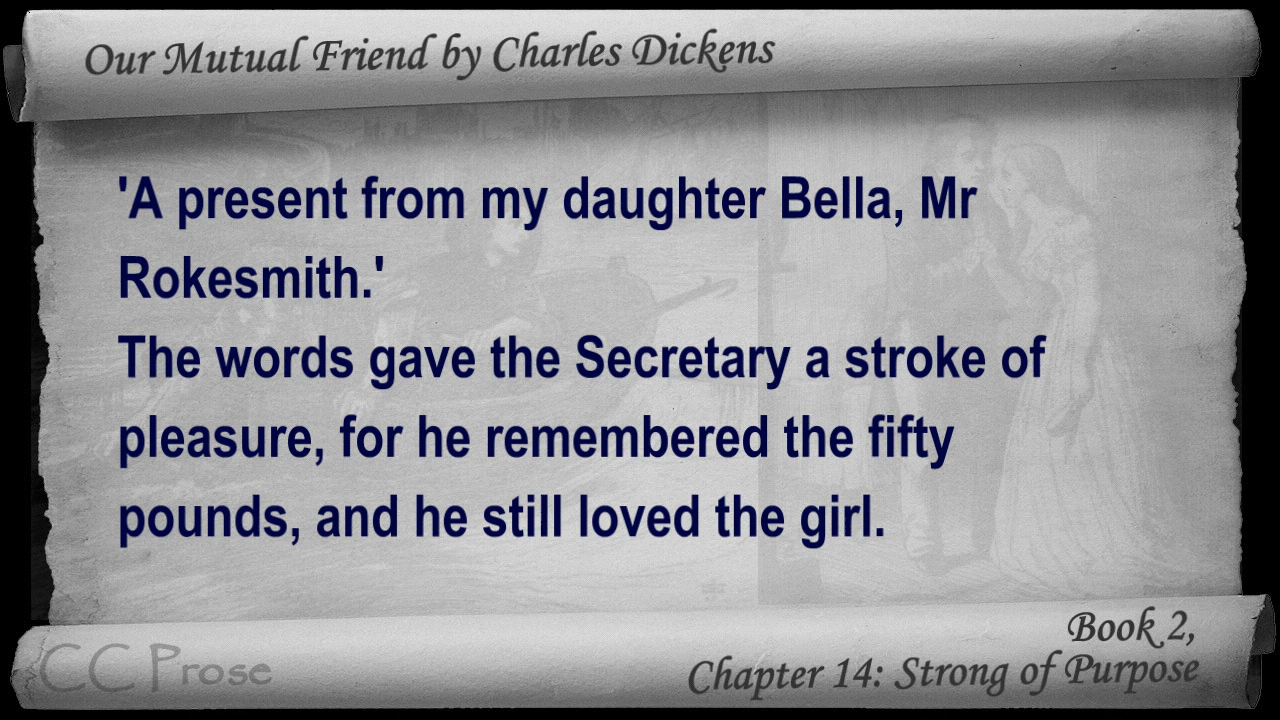 Our Mutual Friend by Charles Dickens
'A present from my daughter Bella, Mr
Rokesmith.'
The words gave the Secretary a stroke of
pleasure, for he remembered the fifty
pounds, and he still loved the girl.
Book 2,
Chapter 14: Strong of Purpose
CC Prose